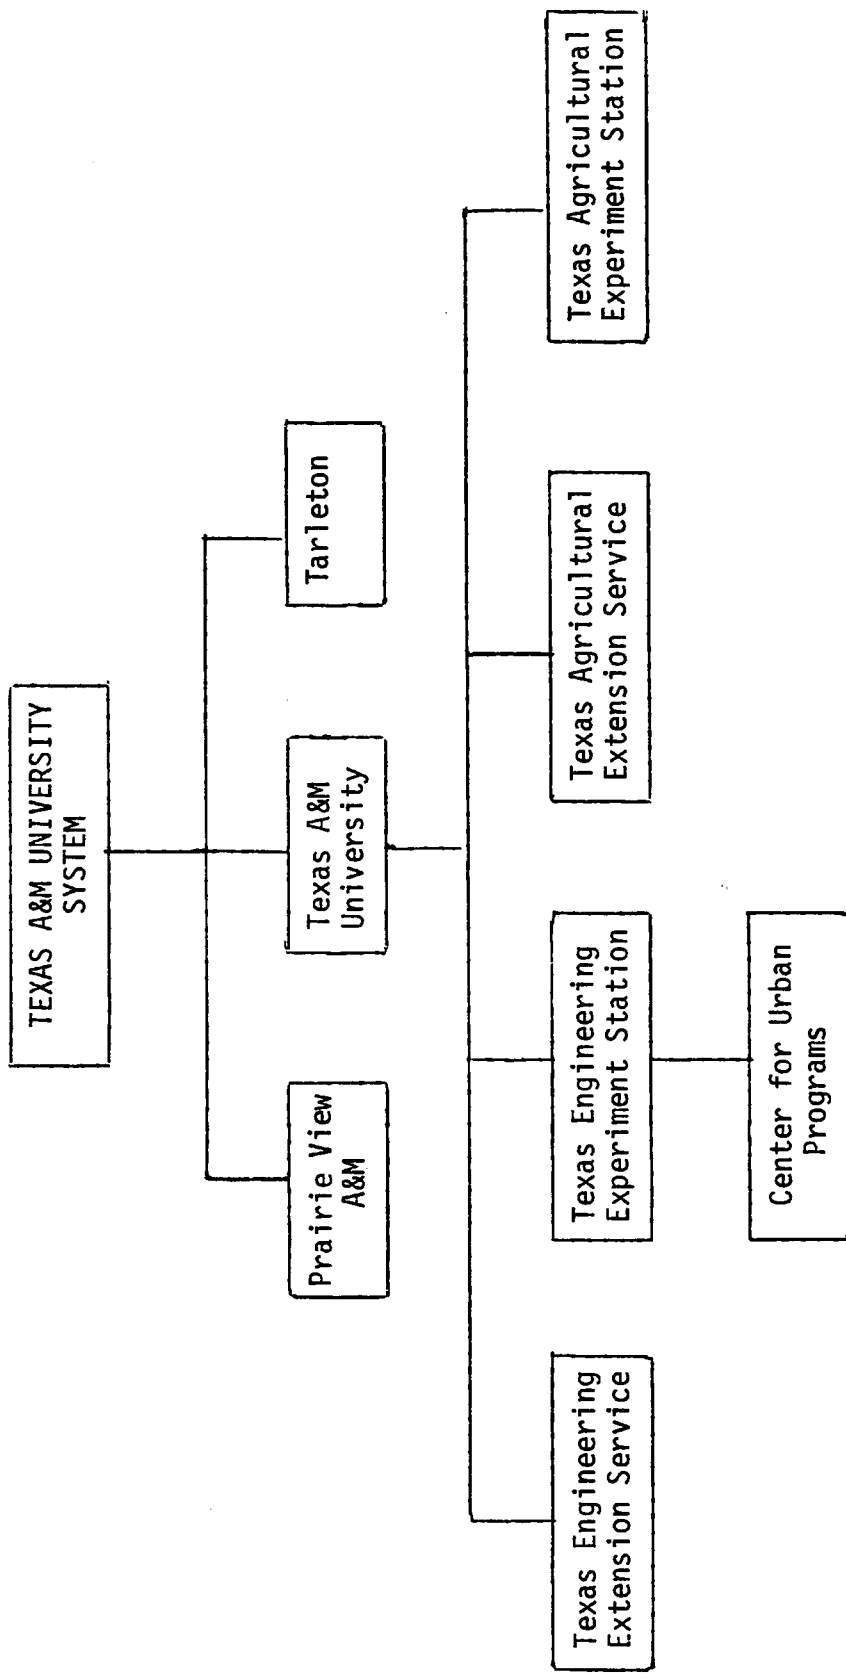 TEXAS A&M UNIVERSITY
SYSTEM
Prairie View
A&M
Texas A&M
University
Tarleton
Texas Engineering
Extension Service
Texas Engineering
Experiment Station
Texas Agricultural
Extension Service
Texas Agricultural
Experiment Station
Center for Urban
Programs